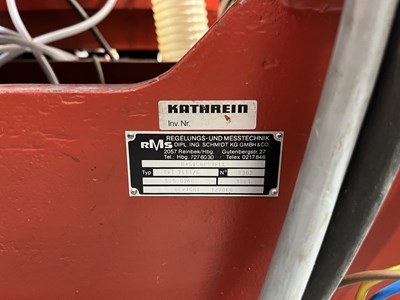 KATHREIN
Inv. Nr.
REGELUNGS-UND MESSTECHNIK
RMS DIPL. ING. SCHMIDT KG GMBH & CO.
2057 Reinbek/Hbg. Gutenbergstr. 27
Tel.: Hbg. 7276030 Telex 0217846
Typ N°